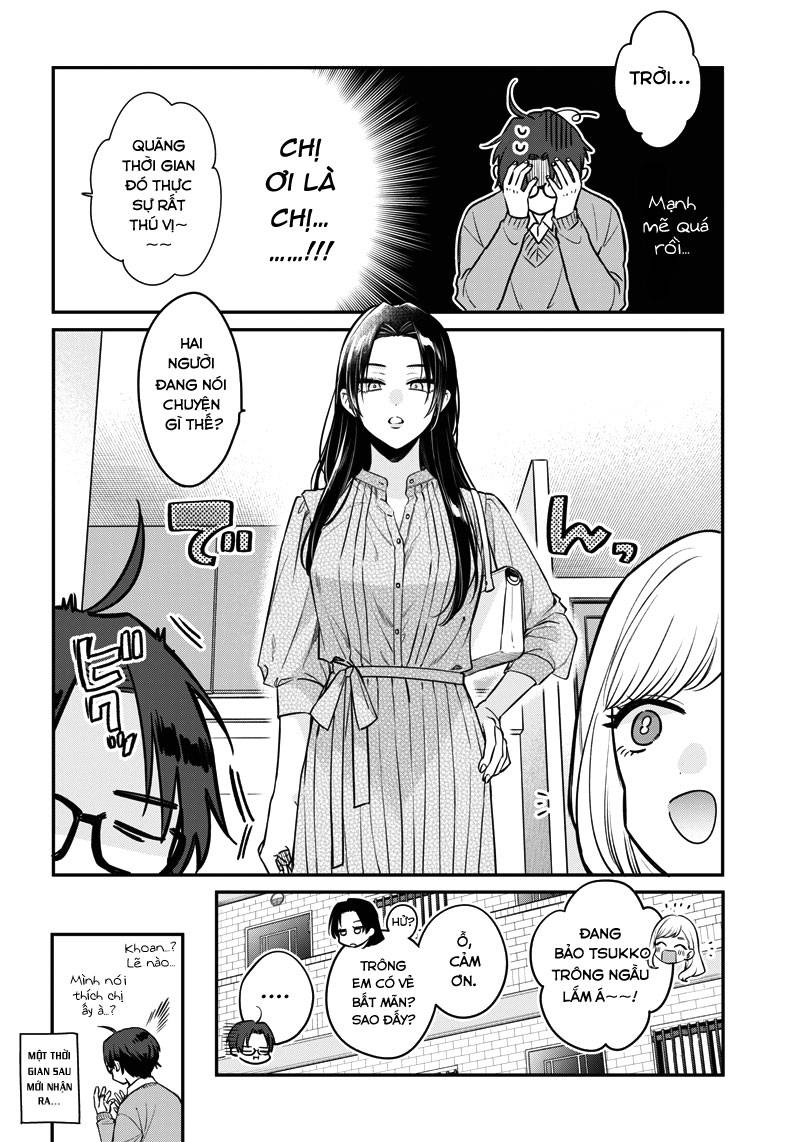 TRỜI...
Mạnh
mẽ quá
rồi...
CHỊ
ƠI LÀ
CHỊ...
......!!!
QUÃNG
THỜI GIAN
ĐÓ THỰC
SỰ RẤT
THÚ VỊ~
~~
HAI
NGƯỜI
ĐANG NÓI
CHUYỆN
GÌ THẾ?
でで
んっ
ビクッ
ĐANG
BẢO TSUKKO
TRÔNG NGẦU
LẮM Á~~!
Ồ,
CẢM
ƠN.
HỬ?
TRÔNG
EM CÓ VẺ
BẤT MÃN?
SAO ĐẤY?
....
Khoan...?
Lẽ nào...
Mình nói
thích chị
ấy à...?
MỘT THỜI
GIAN SAU
MỚI NHẬN
RA...